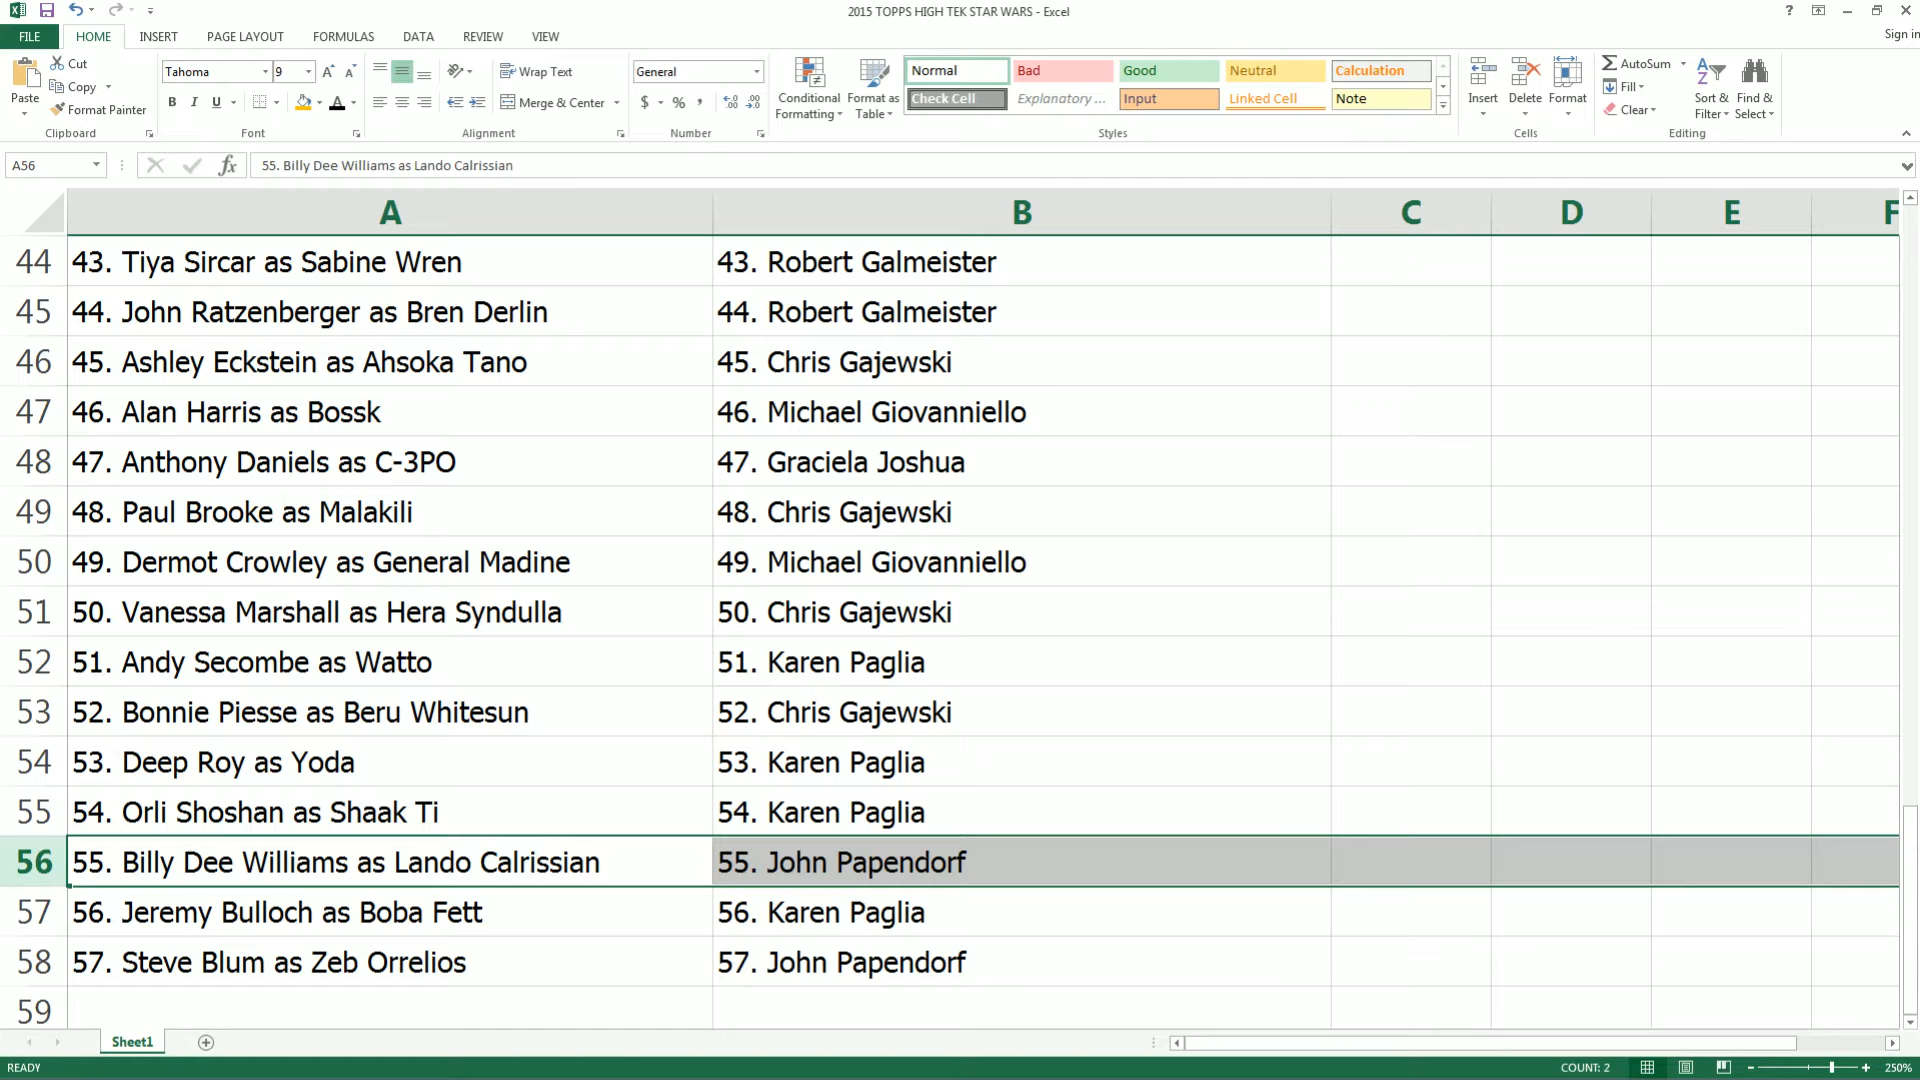 2015 TOPPS HIGH TEK STAR WARS - Excel
FILE HOME INSERT PAGE LAYOUT FORMULAS DATA REVIEW VIEW Sign in
Paste Cut Copy Format Painter Clipboard
Tahoma 9 B I U A Font
Wrap Text Merge & Center Alignment
General $ % , Number
Conditional Formatting Format as Table
Normal Bad Good Neutral Calculation
Check Cell Explanatory ... Input Linked Cell Note
Styles
Insert Delete Format Cells
AutoSum Fill Clear Sort & Filter Find & Select Editing
A56 fx 55. Billy Dee Williams as Lando Calrissian
A B C D E F
44 43. Tiya Sircar as Sabine Wren 43. Robert Galmeister
45 44. John Ratzenberger as Bren Derlin 44. Robert Galmeister
46 45. Ashley Eckstein as Ahsoka Tano 45. Chris Gajewski
47 46. Alan Harris as Bossk 46. Michael Giovanniello
48 47. Anthony Daniels as C-3PO 47. Graciela Joshua
49 48. Paul Brooke as Malakili 48. Chris Gajewski
50 49. Dermot Crowley as General Madine 49. Michael Giovanniello
51 50. Vanessa Marshall as Hera Syndulla 50. Chris Gajewski
52 51. Andy Secombe as Watto 51. Karen Paglia
53 52. Bonnie Piesse as Beru Whitesun 52. Chris Gajewski
54 53. Deep Roy as Yoda 53. Karen Paglia
55 54. Orli Shoshan as Shaak Ti 54. Karen Paglia
56 55. Billy Dee Williams as Lando Calrissian 55. John Papendorf
57 56. Jeremy Bulloch as Boba Fett 56. Karen Paglia
58 57. Steve Blum as Zeb Orrelios 57. John Papendorf
59
Sheet1
READY COUNT: 2 250%